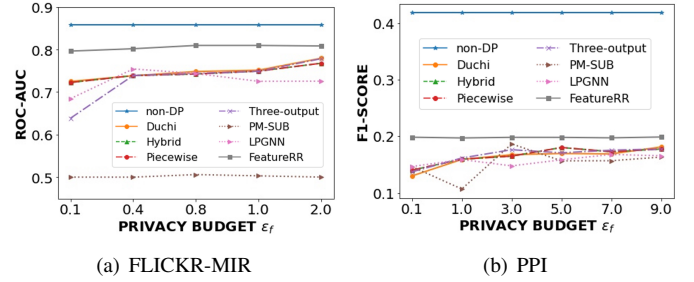 ROC-AUC
0.9
0.8
0.7
0.6
0.5
non-DP
Duchi
Hybrid
Piecewise
Three-output
PM-SUB
LPGNN
FeatureRR
0.1 0.4 0.8 1.0 2.0
PRIVACY BUDGET ε_f
(a) FLICKR-MIR
F1-SCORE
0.4
0.3
0.2
0.1
non-DP
Duchi
Hybrid
Piecewise
Three-output
PM-SUB
LPGNN
FeatureRR
0.1 1.0 3.0 5.0 7.0 9.0
PRIVACY BUDGET ε_f
(b) PPI